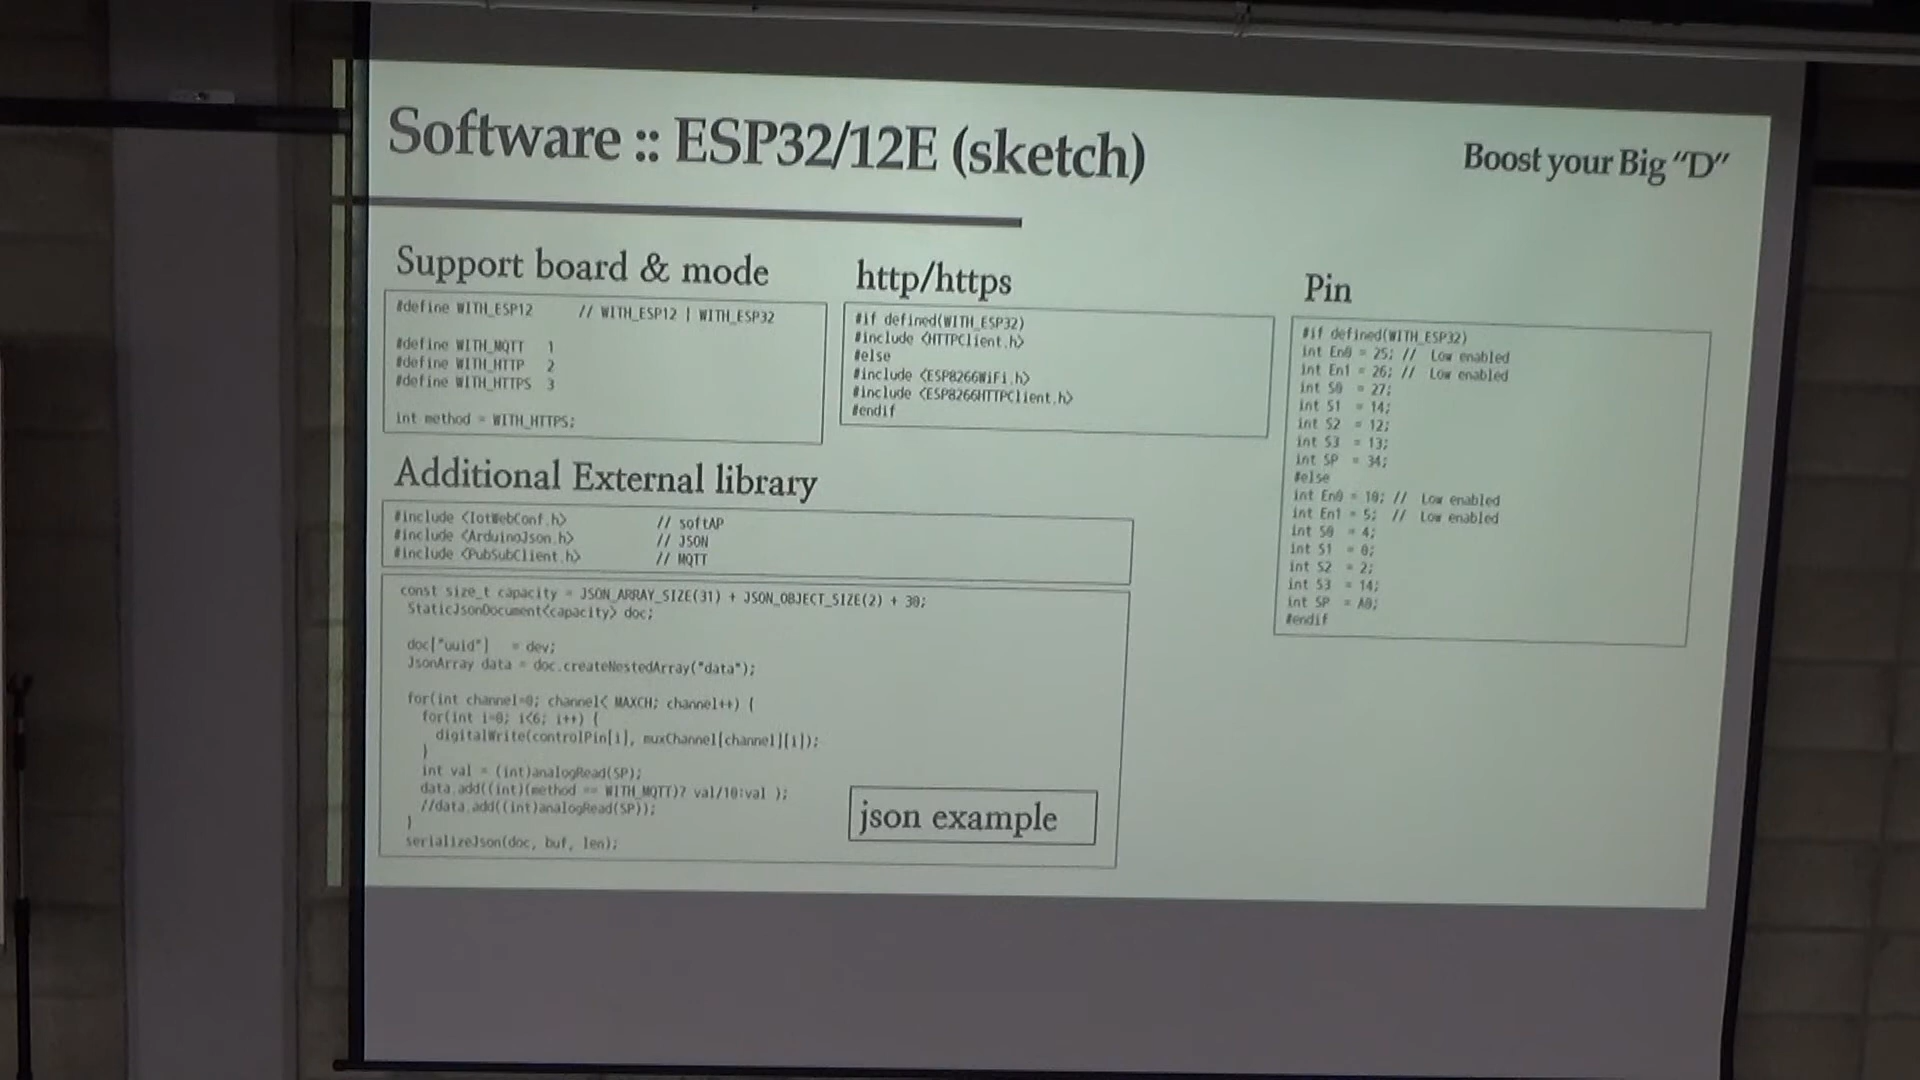 Software :: ESP32/12E (sketch)
Boost your Big "D"
Support board & mode
#define WITH_ESP12 // WITH_ESP12 | WITH_ESP32
#define WITH_MQTT 1
#define WITH_HTTP 2
#define WITH_HTTPS 3
int method = WITH_HTTPS;
http/https
#if defined(WITH_ESP32)
#include <HTTPClient.h>
#else
#include <ESP8266WiFi.h>
#include <ESP8266HTTPClient.h>
#endif
Pin
#if defined(WITH_ESP32)
int En0 = 25; // Low enabled
int En1 = 26; // Low enabled
int S0 = 27;
int S1 = 14;
int S2 = 12;
int S3 = 13;
int SP = 34;
#else
int En0 = 10; // Low enabled
int En1 = 5; // Low enabled
int S0 = 4;
int S1 = 0;
int S2 = 2;
int S3 = 14;
int SP = A0;
#endif
Additional External library
#include <IotWebConf.h> // softAP
#include <ArduinoJson.h> // JSON
#include <PubSubClient.h> // MQTT
const size_t capacity = JSON_ARRAY_SIZE(31) + JSON_OBJECT_SIZE(2) + 30;
StaticJsonDocument<capacity> doc;
doc["uuid"] = dev;
JsonArray data = doc.createNestedArray("data");
for(int channel=0; channel< MAXCH; channel++) {
for(int i=0; i<6; i++) {
digitalWrite(controlPin[i], muxChannel[channel][i]);
}
int val = (int)analogRead(SP);
data.add((int)(method == WITH_MQTT)? val/10:val );
//data.add((int)analogRead(SP));
}
serializeJson(doc, buf, len);
json example